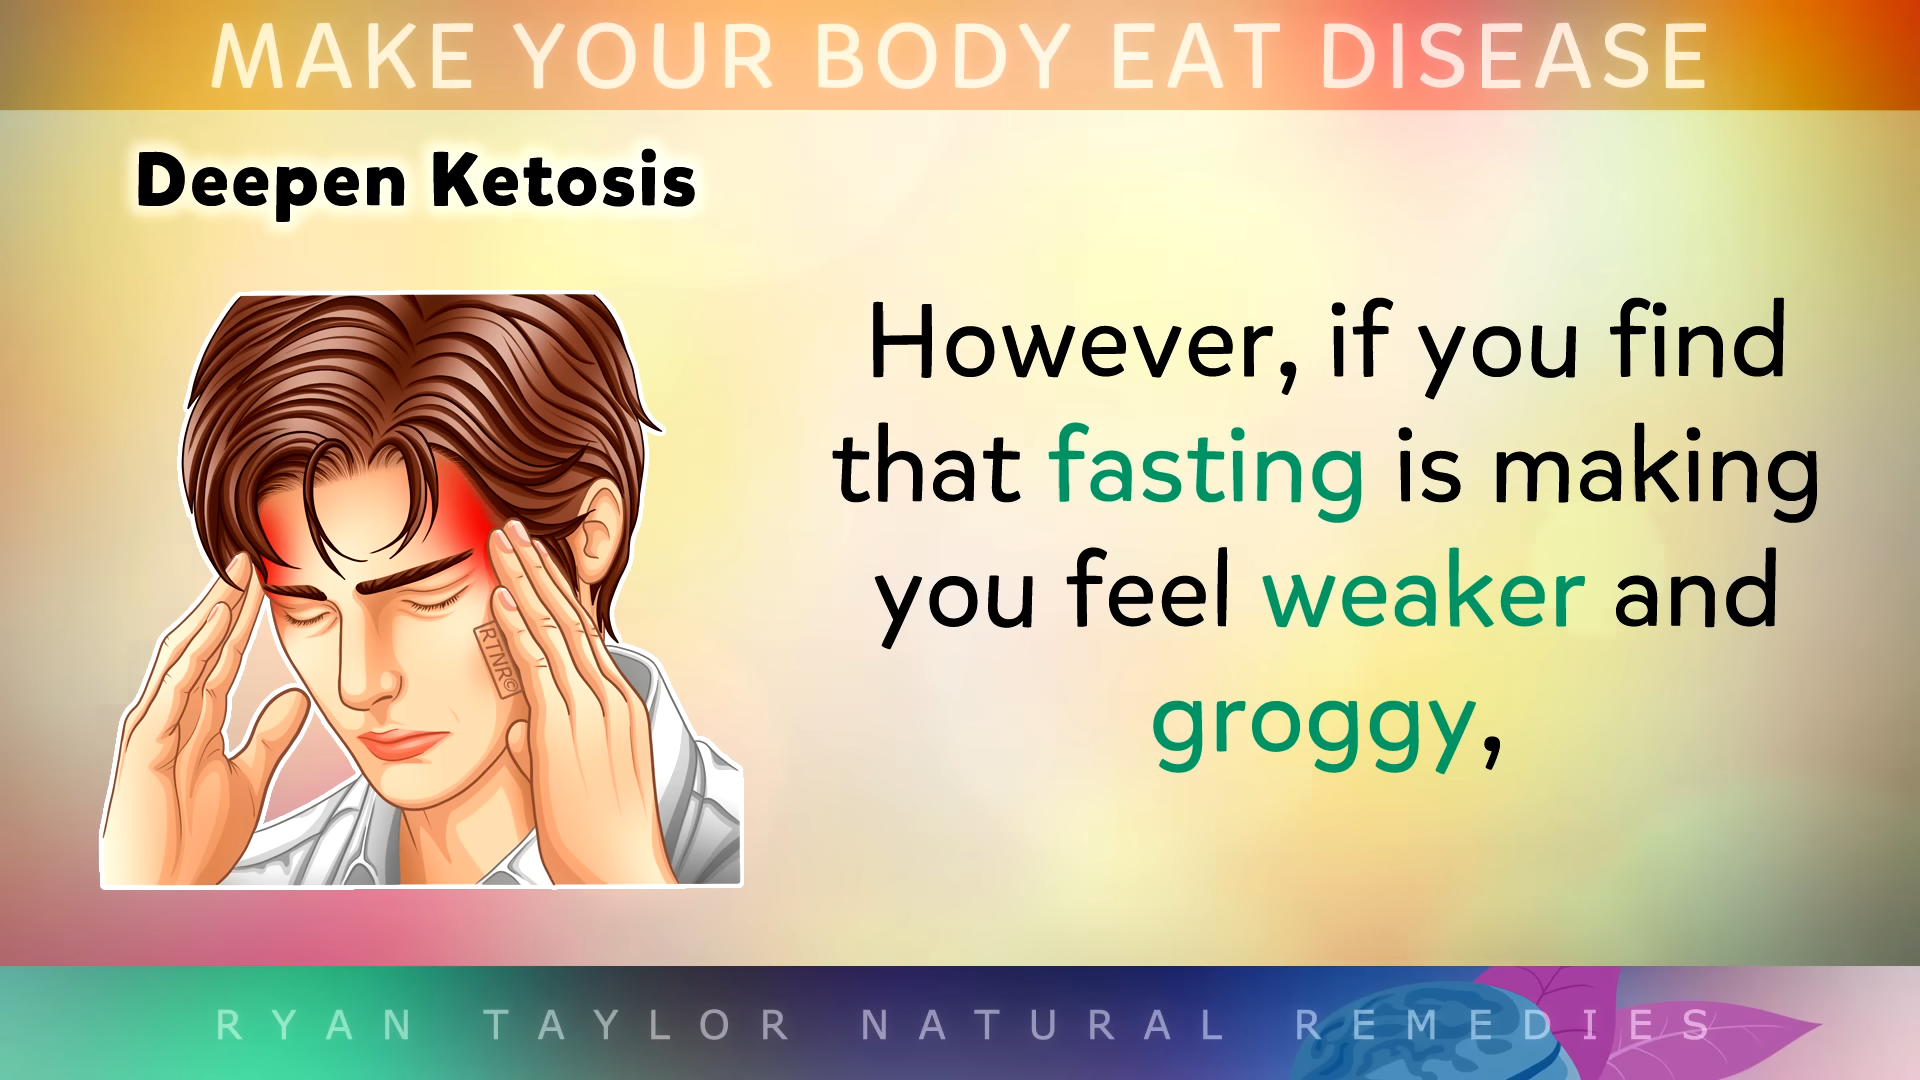 MAKE YOUR BODY EAT DISEASE
Deepen Ketosis
However, if you find
that fasting is making
you feel weaker and
groggy,
RTNR©
RYAN TAYLOR NATURAL REMEDIES